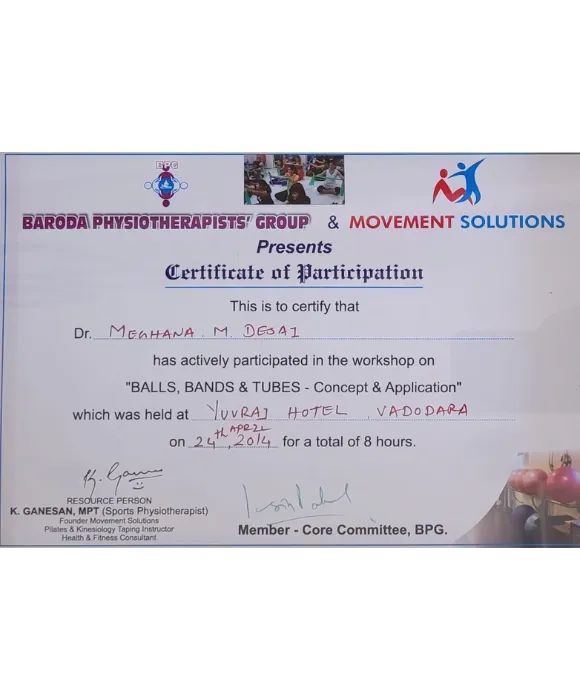 BPG
BARODA PHYSIOTHERAPISTS' GROUP & MOVEMENT SOLUTIONS
Presents
Certificate of Participation
This is to certify that
Dr. MEGHANA . M. DESAI
has actively participated in the workshop on
"BALLS, BANDS & TUBES - Concept & Application"
which was held at YUVRAJ HOTEL , VADODARA
on 24th APRIL, 2014 for a total of 8 hours.
RESOURCE PERSON
K. GANESAN, MPT (Sports Physiotherapist)
Founder Movement Solutions
Pilates & Kinesiology Taping Instructor
Health & Fitness Consultant
Member - Core Committee, BPG.